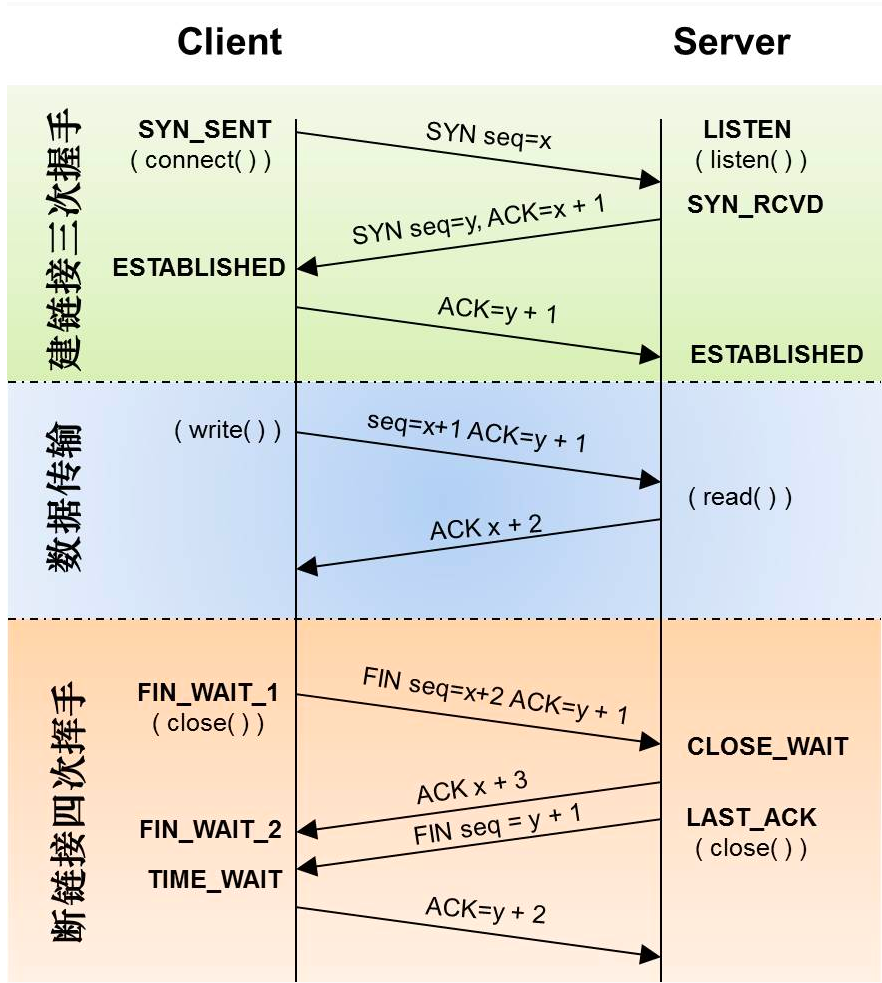 Client
Server
建链接三次握手
SYN_SENT
( connect( ) )
SYN seq=x
LISTEN
( listen( ) )
SYN_RCVD
SYN seq=y, ACK=x + 1
ESTABLISHED
ACK=y + 1
ESTABLISHED
数据传输
( write( ) )
seq=x+1 ACK=y + 1
( read( ) )
ACK x + 2
断链接四次挥手
FIN_WAIT_1
( close( ) )
FIN seq=x+2 ACK=y + 1
CLOSE_WAIT
ACK x + 3
FIN_WAIT_2
FIN seq = y + 1
LAST_ACK
( close( ) )
TIME_WAIT
ACK=y + 2